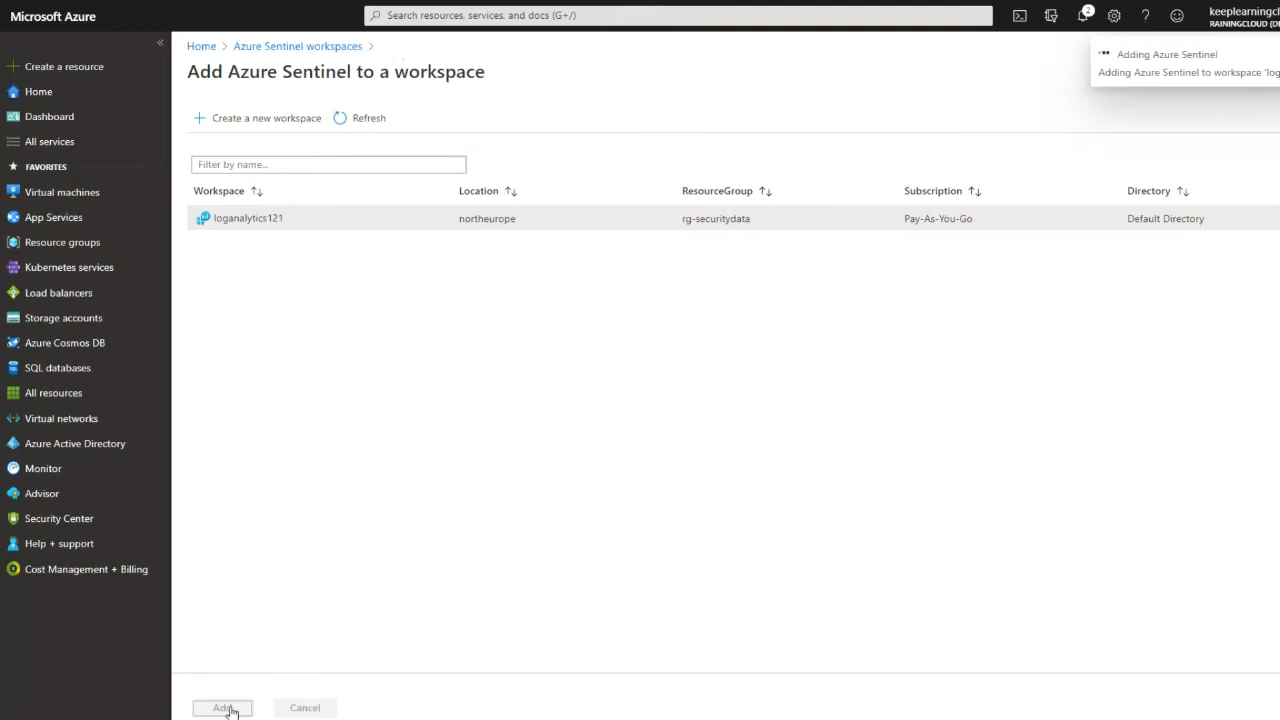 Microsoft Azure
Search resources, services, and docs (G+/)
2
keeplearningcl
RAININGCLOUD (DE
Home > Azure Sentinel workspaces >
Adding Azure Sentinel
Adding Azure Sentinel to workspace 'log
Add Azure Sentinel to a workspace
Create a new workspace Refresh
Filter by name...
Workspace Location ResourceGroup Subscription Directory
loganalytics121 northeurope rg-securitydata Pay-As-You-Go Default Directory
Create a resource
Home
Dashboard
All services
FAVORITES
Virtual machines
App Services
Resource groups
Kubernetes services
Load balancers
Storage accounts
Azure Cosmos DB
SQL databases
All resources
Virtual networks
Azure Active Directory
Monitor
Advisor
Security Center
Help + support
Cost Management + Billing
Add Cancel